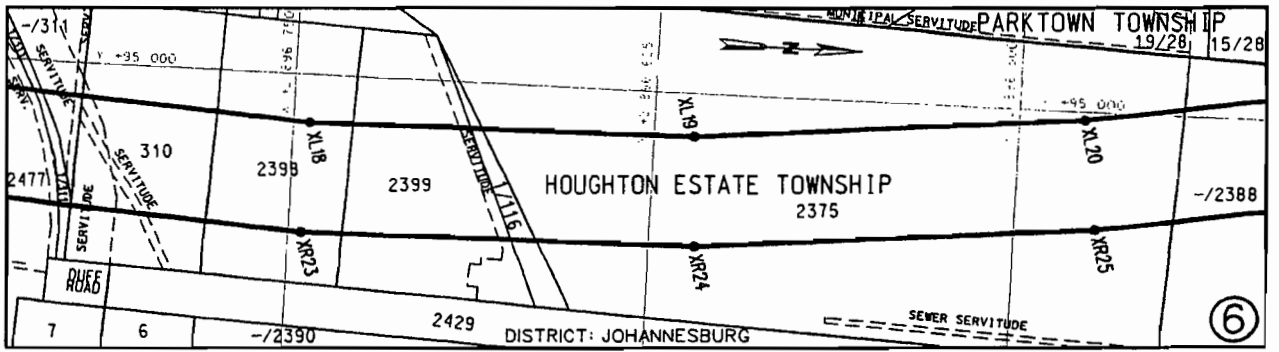 -/311
MUNICIPAL SERVITUDE
PARKTOWN TOWNSHIP
19/28
15/28
SERVITUDE
Y +95 000
N
+95 000
XL18
XL19
XL20
SERVITUDE
310
2398
2399
SERVITUDE
1/116
HOUGHTON ESTATE TOWNSHIP
2375
-/2388
2477
SERVITUDE
XR23
XR24
XR25
DUFF
ROAD
7
6
-/2390
2429
DISTRICT: JOHANNESBURG
SEWER SERVITUDE
6